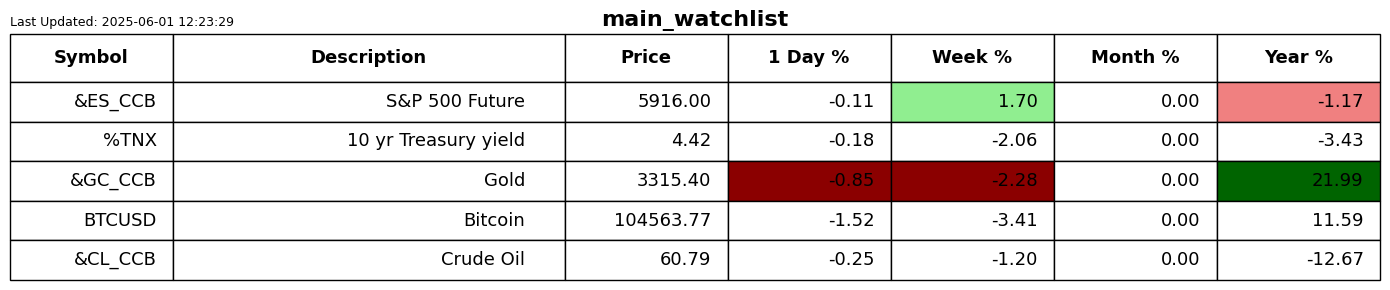 main_watchlist
Last Updated: 2025-06-01 12:23:29
Symbol Description Price 1 Day % Week % Month % Year %
&ES_CCB S&P 500 Future 5916.00 -0.11 1.70 0.00 -1.17
%TNX 10 yr Treasury yield 4.42 -0.18 -2.06 0.00 -3.43
&GC_CCB Gold 3315.40 -0.85 -2.28 0.00 21.99
BTCUSD Bitcoin 104563.77 -1.52 -3.41 0.00 11.59
&CL_CCB Crude Oil 60.79 -0.25 -1.20 0.00 -12.67